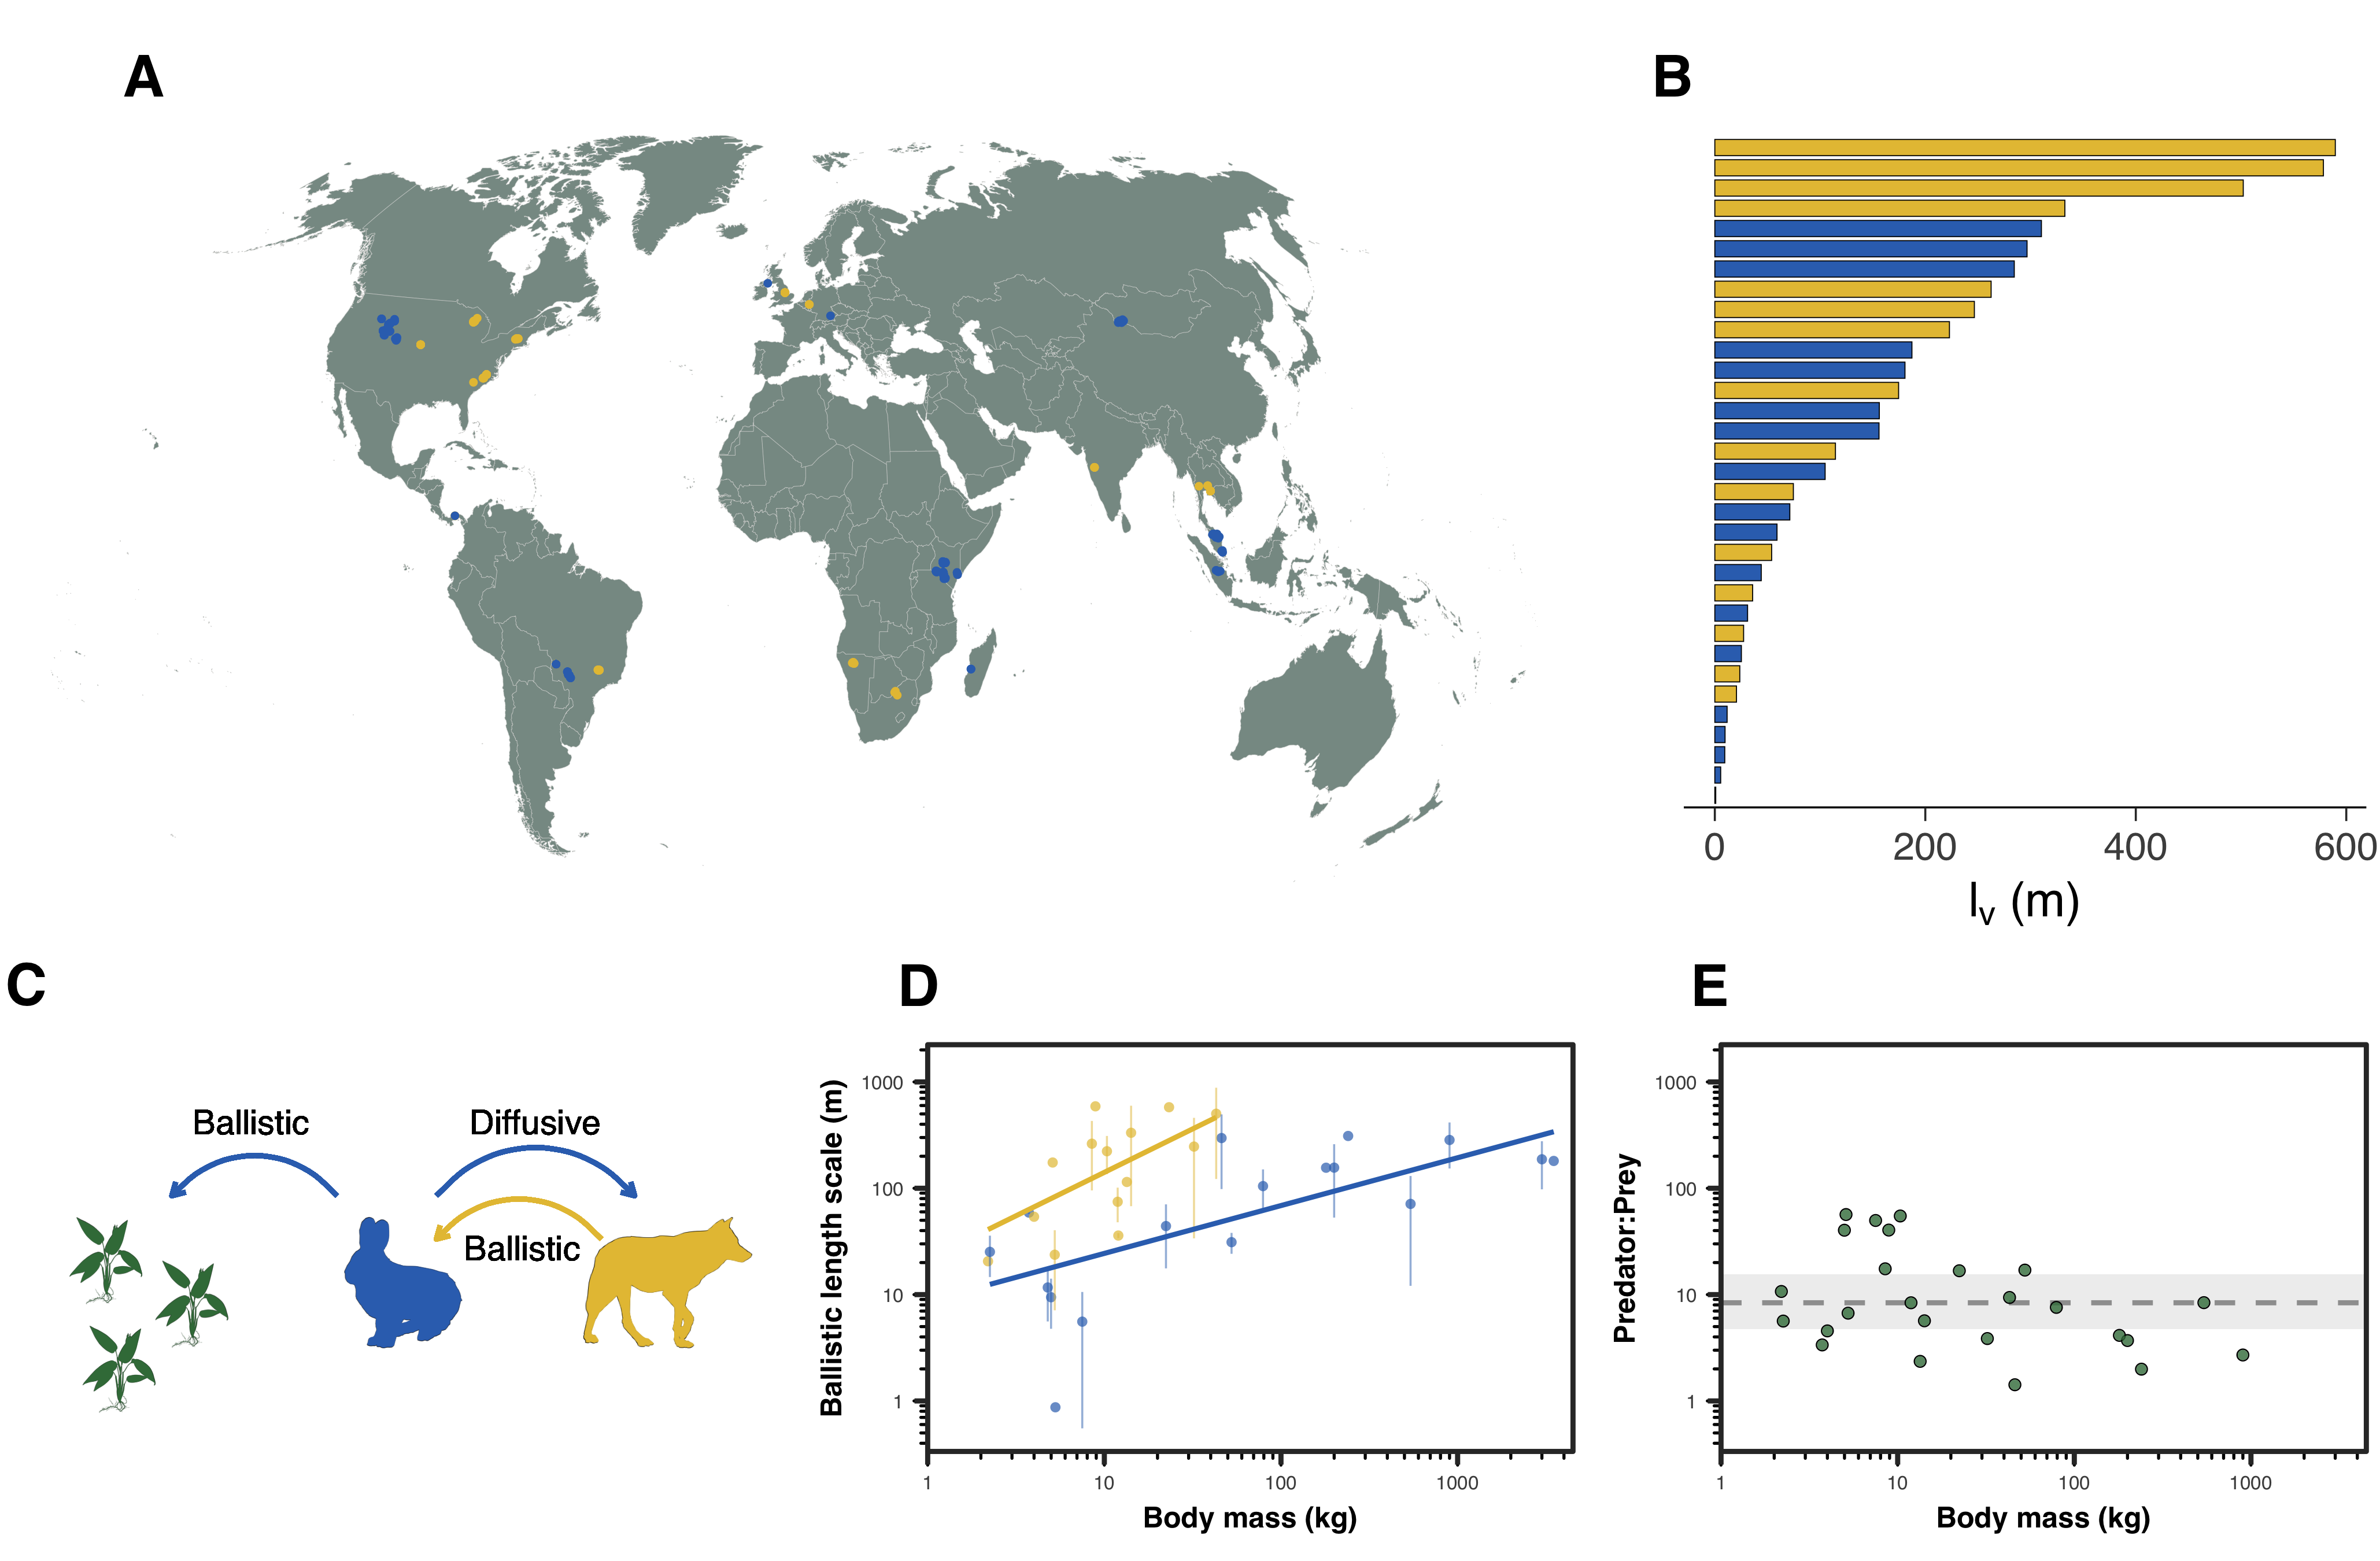 A
B
0 200 400 600
lv (m)
C
Ballistic
Diffusive
Ballistic
D
Ballistic length scale (m)
1000
100
10
1
1 10 100 1000
Body mass (kg)
E
Predator:Prey
1000
100
10
1
1 10 100 1000
Body mass (kg)